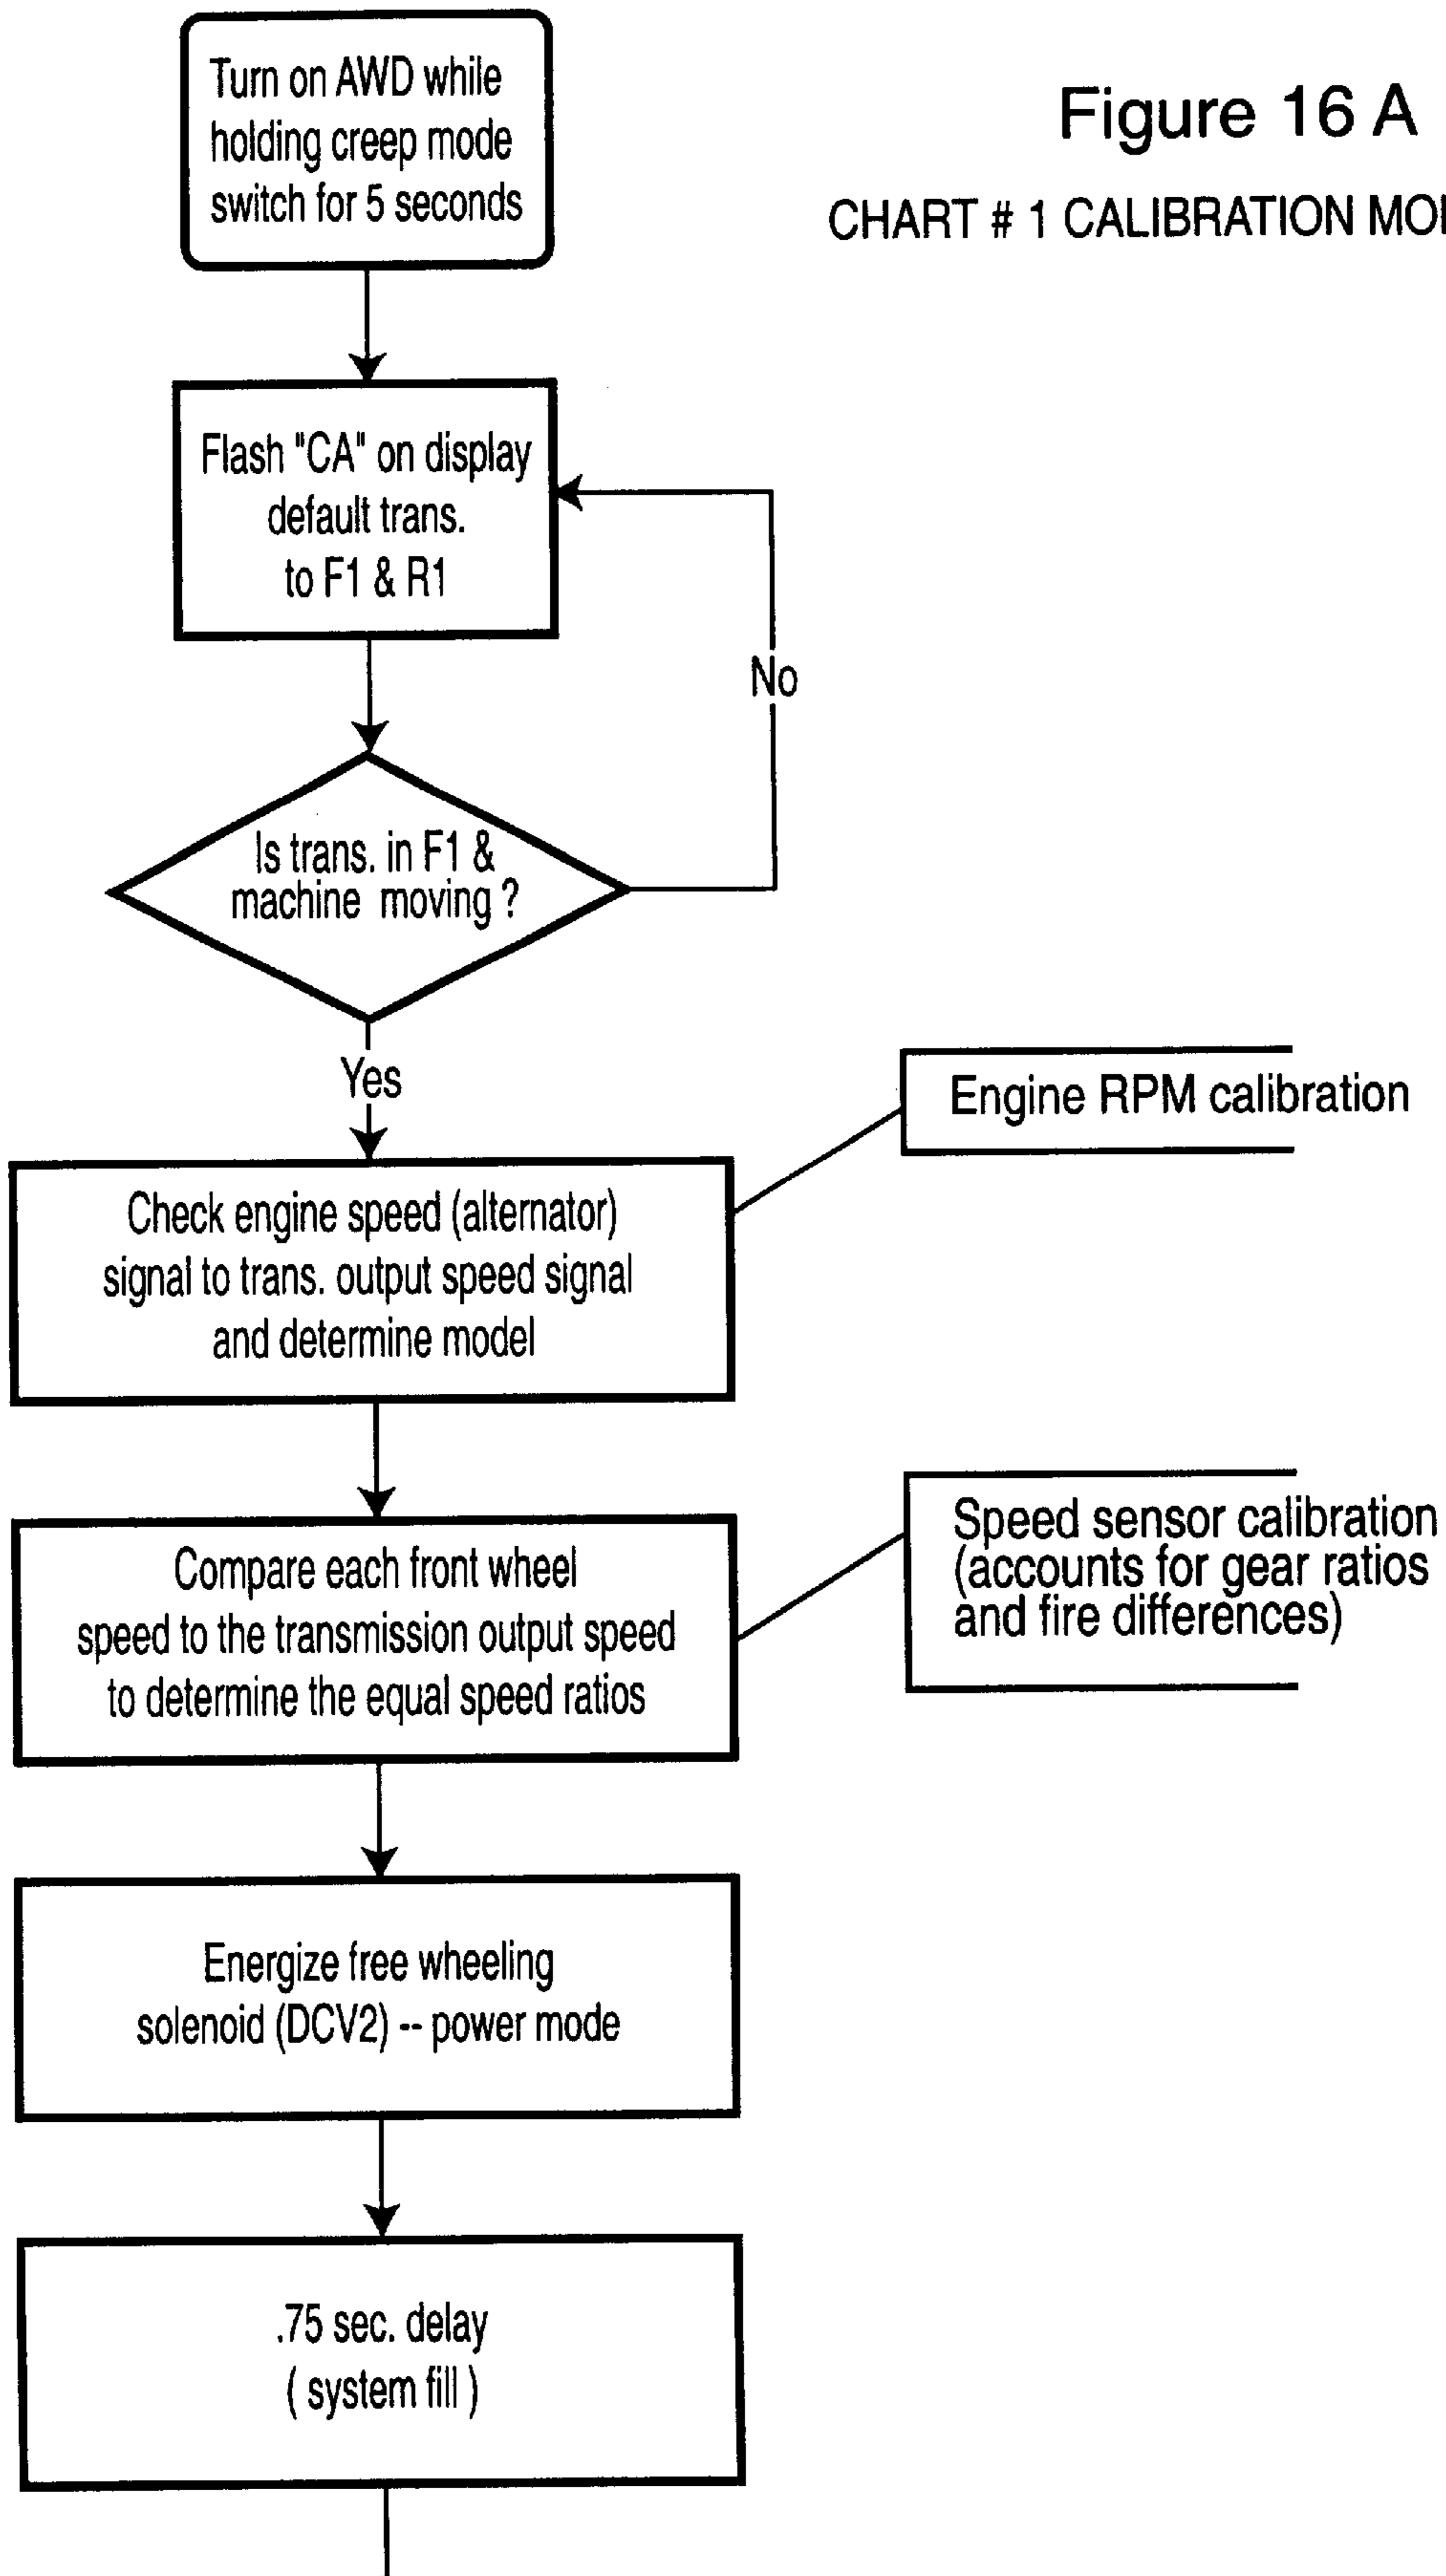 Turn on AWD while
holding creep mode
switch for 5 seconds
Figure 16 A
CHART # 1 CALIBRATION MO
Flash "CA" on display
default trans.
to F1 & R1
No
Is trans. in F1 &
machine moving ?
Yes
Engine RPM calibration
Check engine speed (alternator)
signal to trans. output speed signal
and determine model
Speed sensor calibration
(accounts for gear ratios
and fire differences)
Compare each front wheel
speed to the transmission output speed
to determine the equal speed ratios
Energize free wheeling
solenoid (DCV2) -- power mode
.75 sec. delay
( system fill )